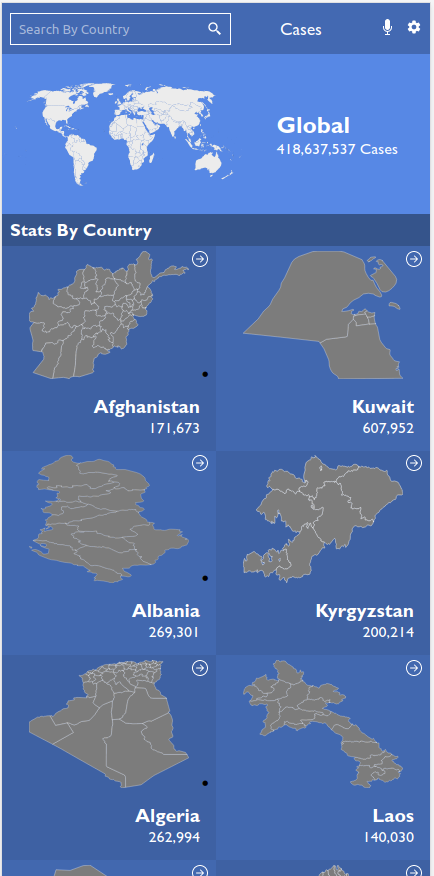 Search By Country
Cases
Global
418,637,537 Cases
Stats By Country
Afghanistan
171,673
Kuwait
607,952
Albania
269,301
Kyrgyzstan
200,214
Algeria
262,994
Laos
140,030